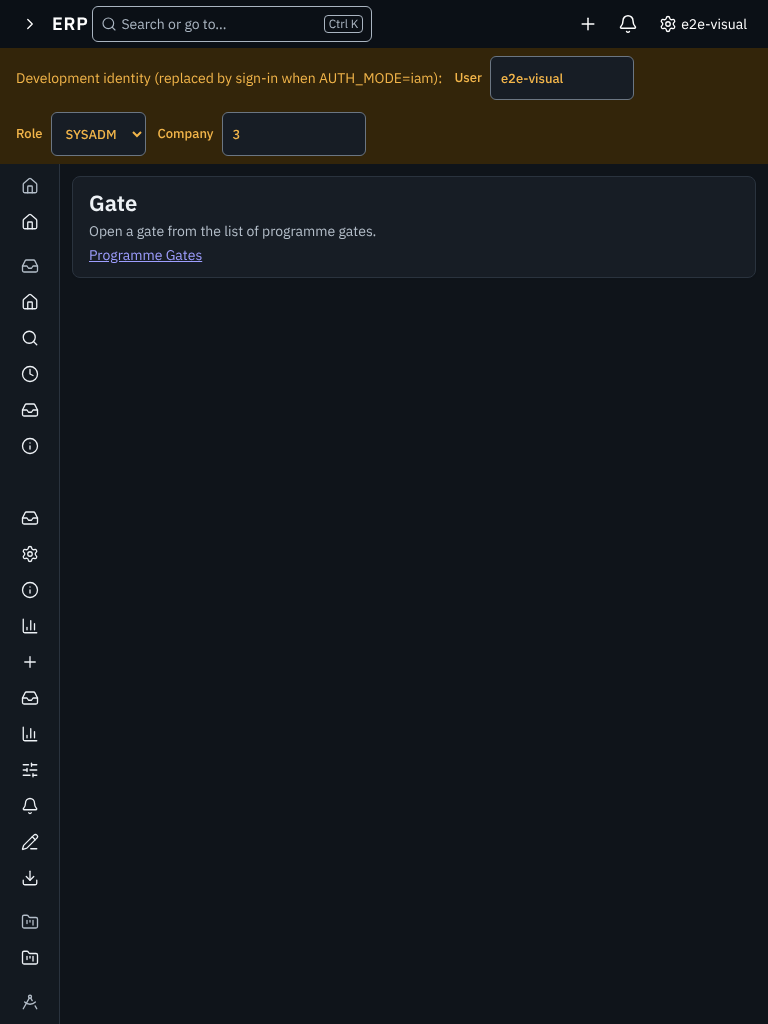 ERP
Search or go to...
Ctrl K
e2e-visual
Development identity (replaced by sign-in when AUTH_MODE=iam):
User
e2e-visual
Role
SYSADM
Company
3
Gate
Open a gate from the list of programme gates.
Programme Gates